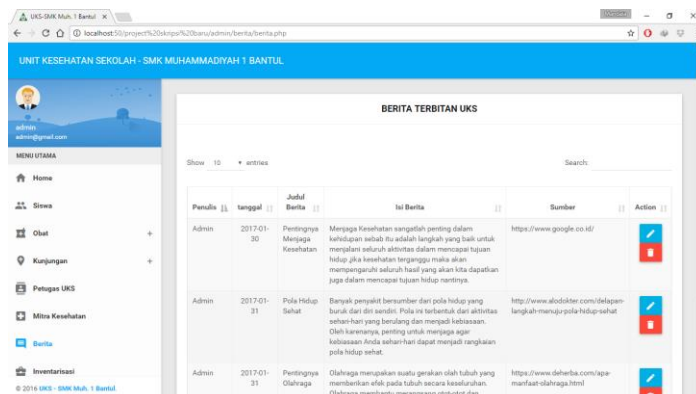 UKS-SMK Muh. 1 Bantul
localhost:50/project%20skripsi%20baru/admin/berita/berita.php
UNIT KESEHATAN SEKOLAH - SMK MUHAMMADIYAH 1 BANTUL
admin
admin@gmail.com
MENU UTAMA
Home
Siswa
Obat +
Kunjungan +
Petugas UKS
Mitra Kesehatan
Berita
Inventarisasi
© 2016 UKS - SMK Muh. 1 Bantul.
BERITA TERBITAN UKS
Show 10 entries
Search:
Penulis tanggal Judul Berita Isi Berita Sumber Action
Admin 2017-01-30 Pentingnya Menjaga Kesehatan
Menjaga Kesehatan sangatlah penting dalam
kehidupan sebab itu adalah langkah yang baik untuk
menjalani seluruh aktivitas dalam mencapai tujuan
hidup.jika kesehatan terganggu maka akan
mempengaruhi seluruh hasil yang akan kita dapatkan
juga dalam mencapai tujuan hidup nantinya.
https://www.google.co.id/
Admin 2017-01-31 Pola Hidup Sehat
Banyak penyakit bersumber dari pola hidup yang
buruk dari diri sendiri. Pola ini terbentuk dari aktivitas
sehari-hari yang berulang dan menjadi kebiasaan.
Oleh karenanya, penting untuk menjaga agar
kebiasaan Anda sehari-hari dapat menjadi rangkaian
pola hidup sehat.
http://www.alodokter.com/delapan-
langkah-menuju-pola-hidup-sehat
Admin 2017-01-31 Pentingnya Olahraga
Olahraga merupakan suatu gerakan olah tubuh yang
memberikan efek pada tubuh secara keseluruhan.
Olahraga membantu merangsang otot-otot dan
https://www.deherba.com/apa-
manfaat-olahraga.html